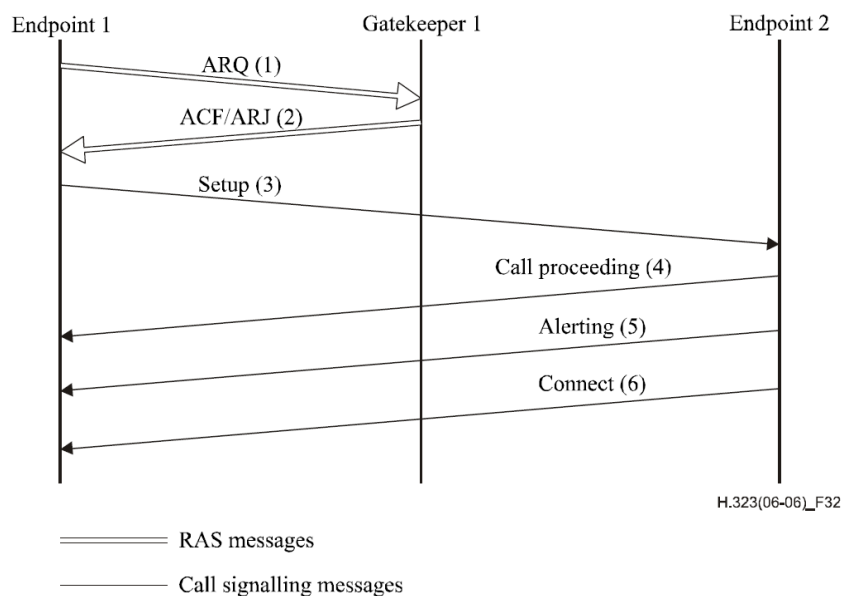 Endpoint 1 Gatekeeper 1 Endpoint 2
ARQ (1)
ACF/ARJ (2)
Setup (3)
Call proceeding (4)
Alerting (5)
Connect (6)
H.323(06-06)_F32
RAS messages
Call signalling messages